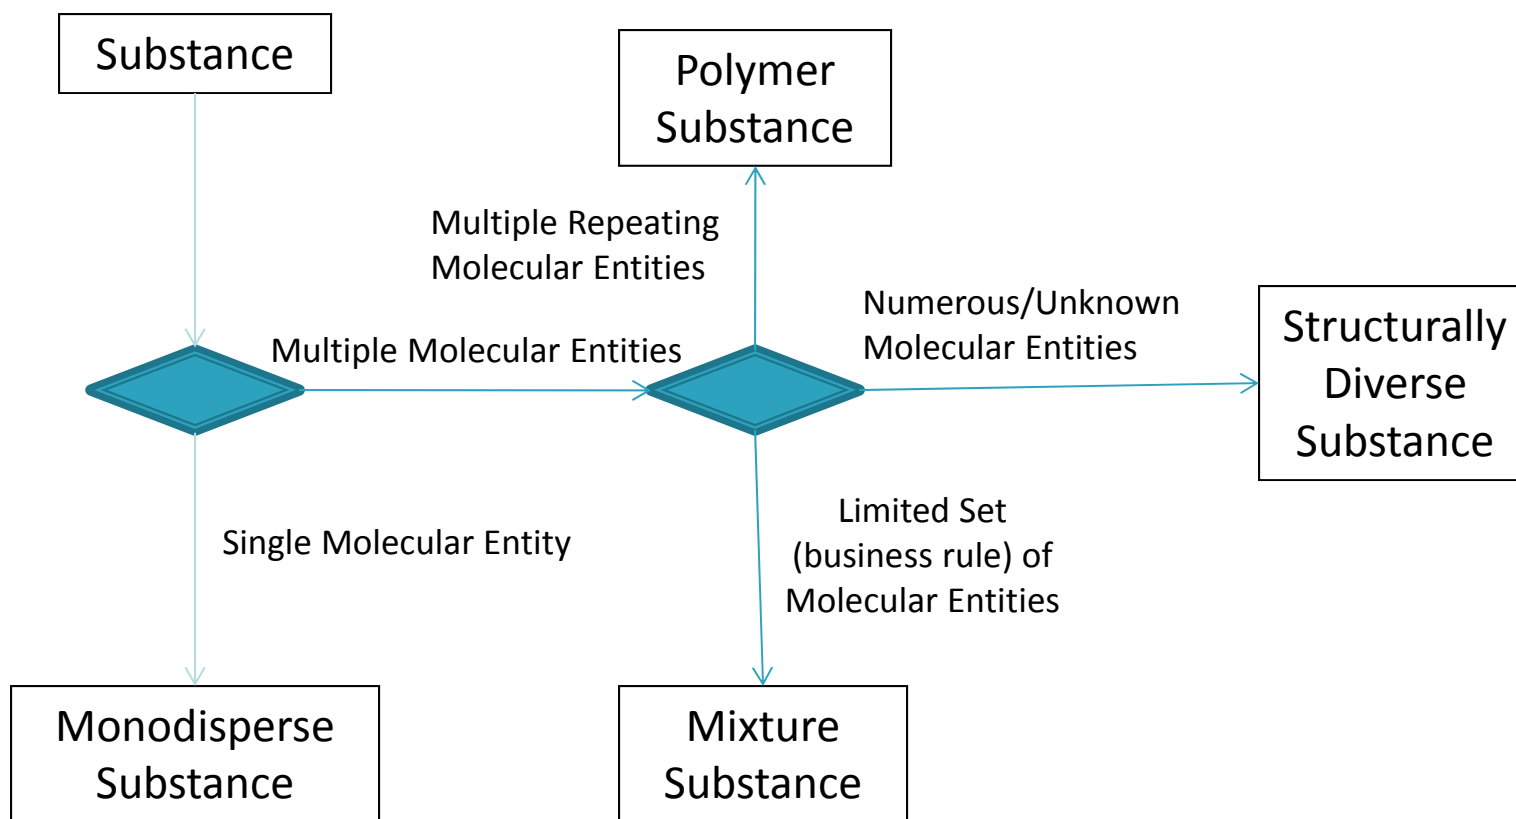 Substance
Polymer
Substance
Multiple Repeating
Molecular Entities
Numerous/Unknown
Molecular Entities
Structurally
Diverse
Substance
Multiple Molecular Entities
Limited Set
(business rule) of
Molecular Entities
Single Molecular Entity
Monodisperse
Substance
Mixture
Substance